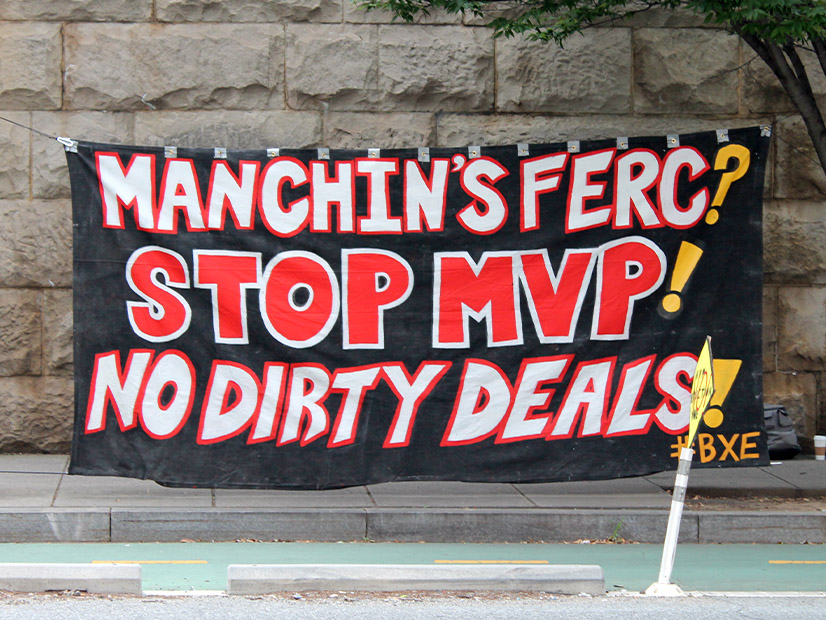 MANCHIN'S FERC?
STOP MVP!
NO DIRTY DEALS!
#BXE